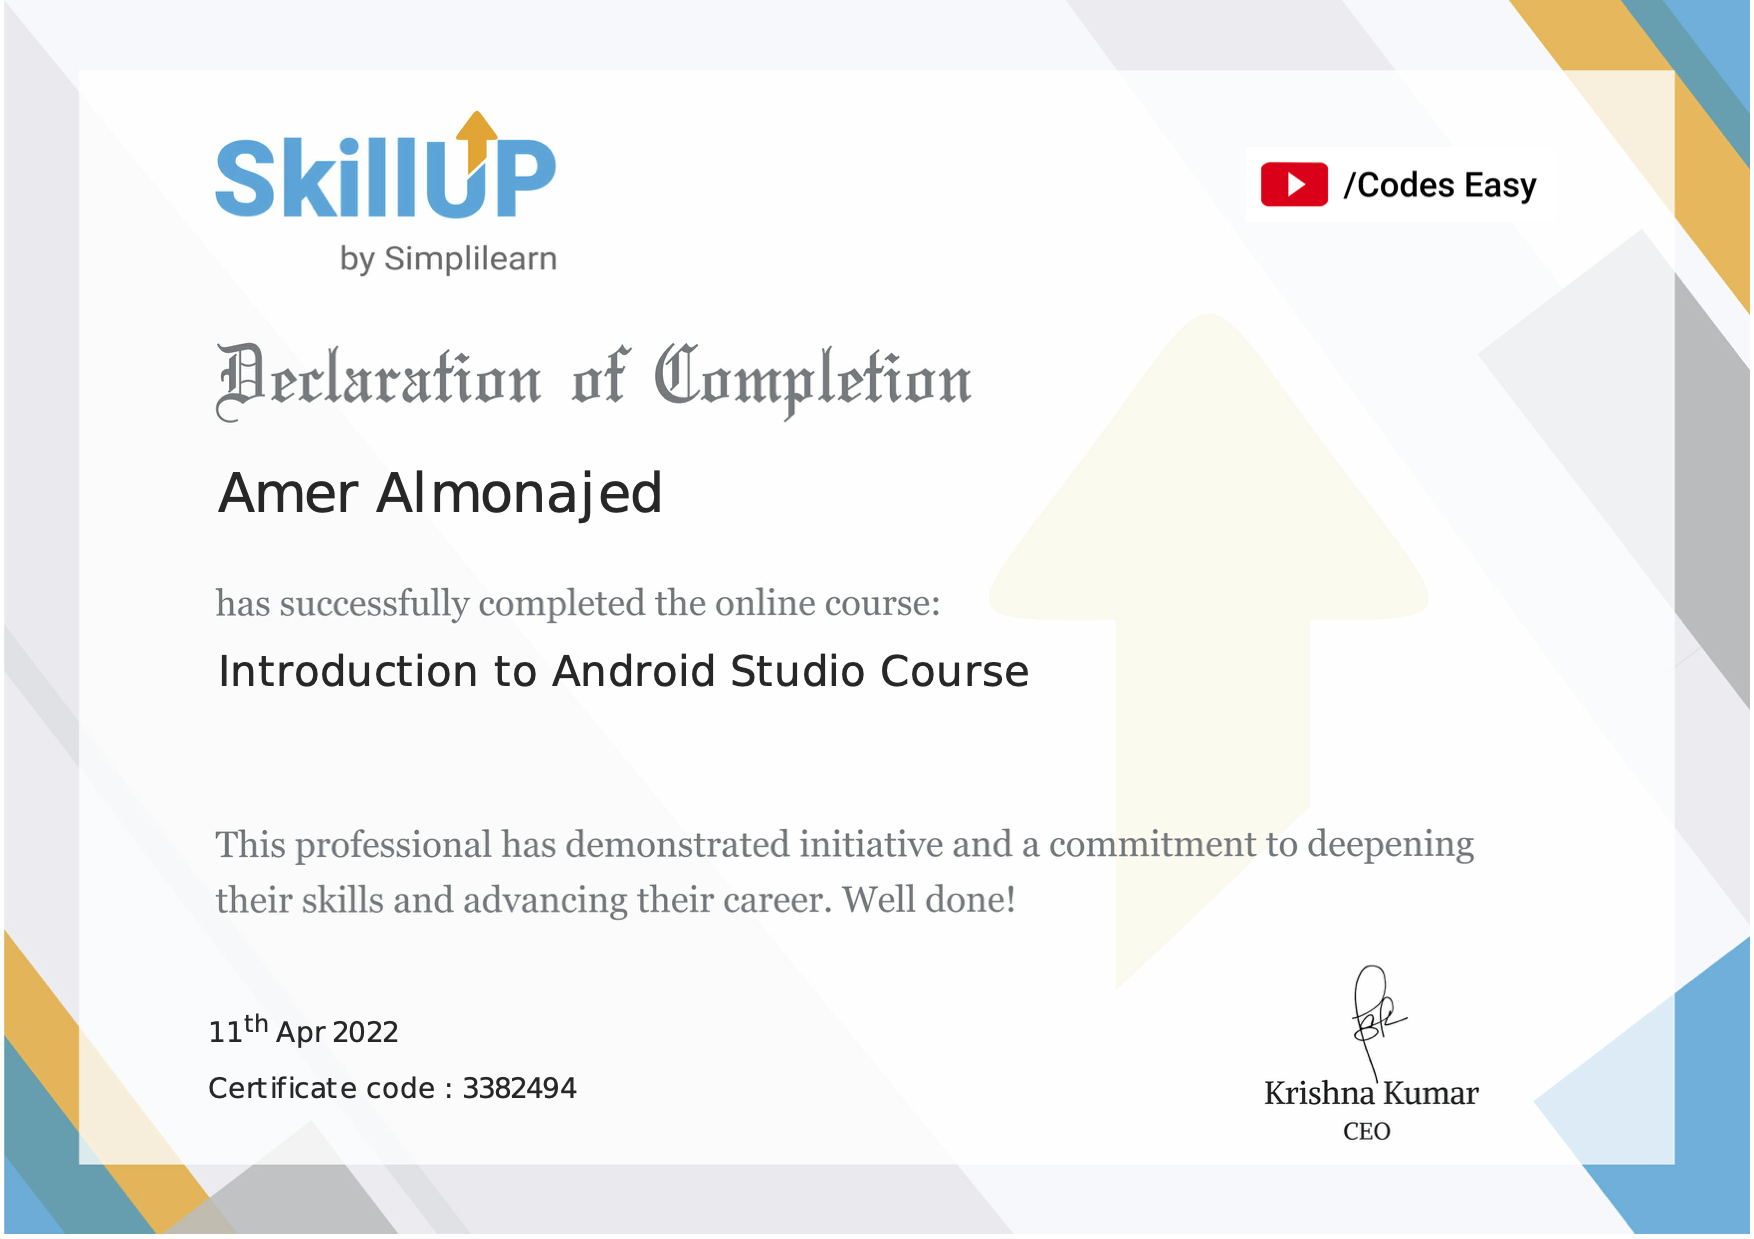 SkillUP
by Simplilearn
/Codes Easy
Declaration of Completion
Amer Almonajed
has successfully completed the online course:
Introduction to Android Studio Course
This professional has demonstrated initiative and a commitment to deepening
their skills and advancing their career. Well done!
11th Apr 2022
Certificate code : 3382494
Krishna Kumar
CEO